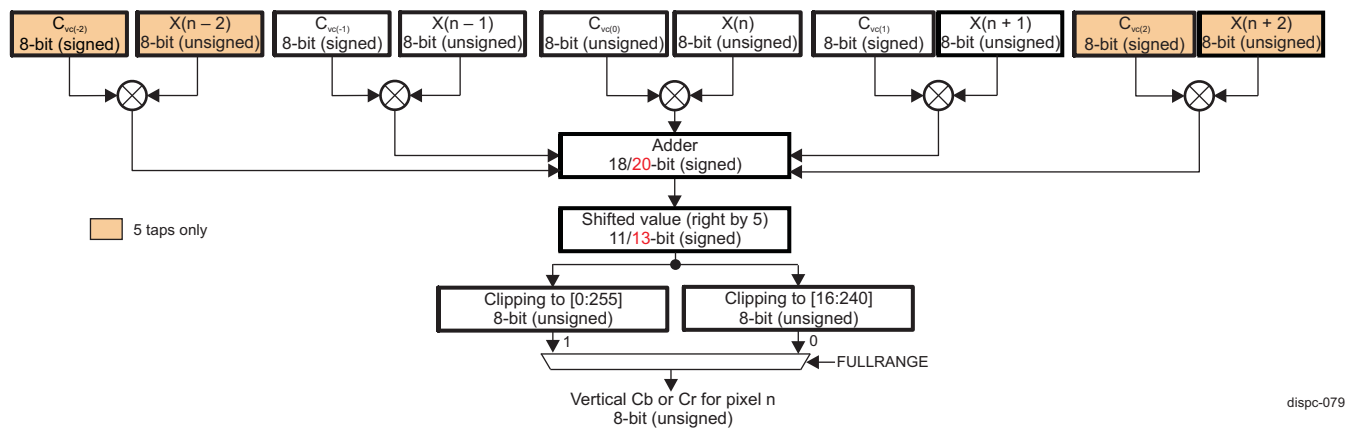 Cvc(-2) X(n – 2) Cvc(-1) X(n – 1) Cvc(0) X(n) Cvc(1) X(n + 1) Cvc(2) X(n + 2)
8-bit (signed) 8-bit (unsigned) 8-bit (signed) 8-bit (unsigned) 8-bit (unsigned) 8-bit (unsigned) 8-bit (signed) 8-bit (unsigned) 8-bit (signed) 8-bit (unsigned)
Adder
18/20-bit (signed)
5 taps only
Shifted value (right by 5)
11/13-bit (signed)
Clipping to [0:255] Clipping to [16:240]
8-bit (unsigned) 8-bit (unsigned)
1 0
FULLRANGE
Vertical Cb or Cr for pixel n
8-bit (unsigned)
dispc-079